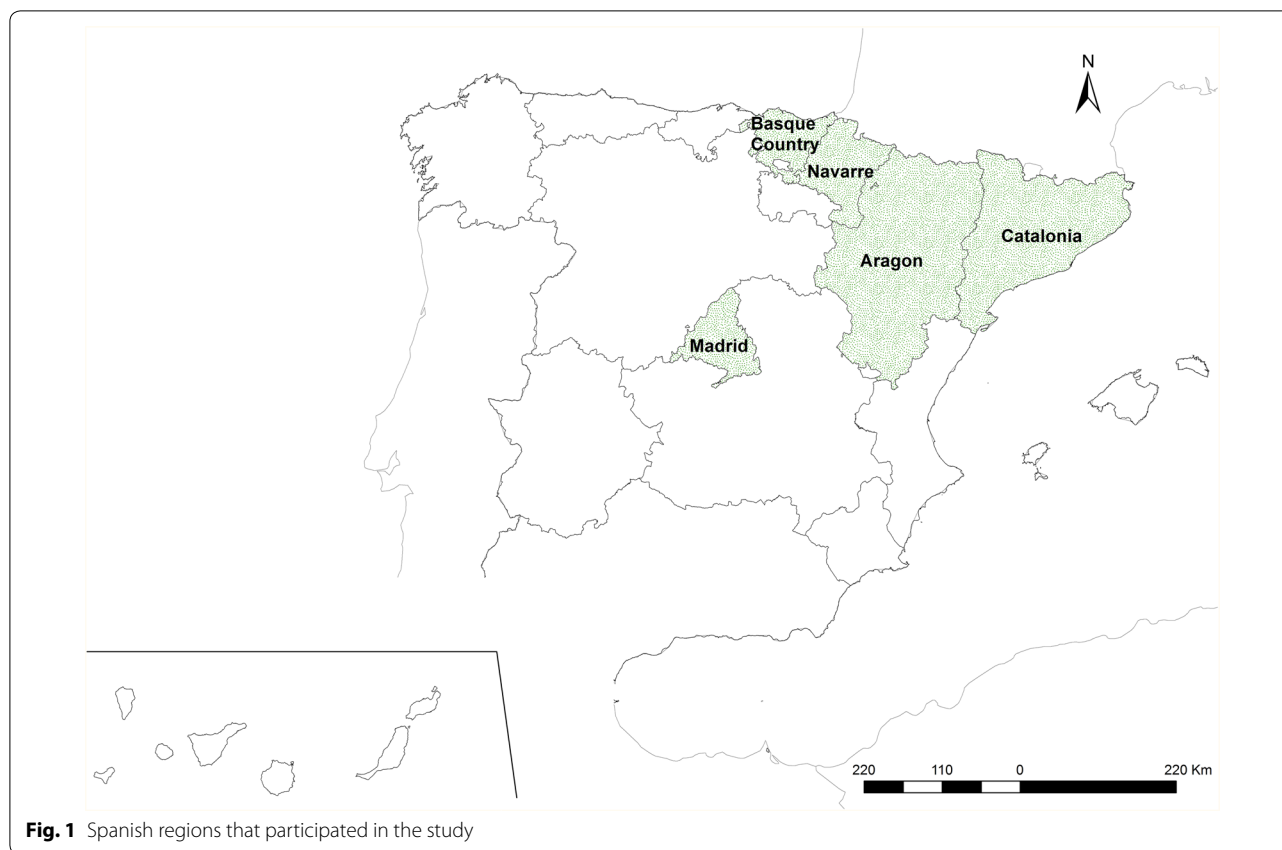 N
Basque
Country
Navarre
Aragon
Catalonia
Madrid
220 110 0 220 Km
Fig. 1 Spanish regions that participated in the study